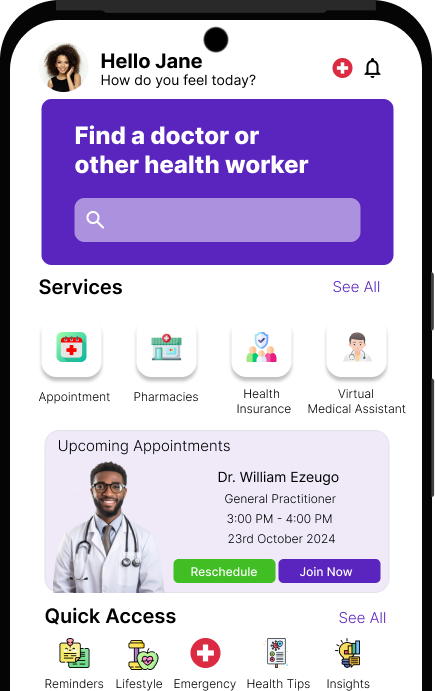 Hello Jane
How do you feel today?
Find a doctor or
other health worker
Services
See All
Appointment
Pharmacies
Health
Insurance
Virtual
Medical Assistant
Upcoming Appointments
Dr. William Ezeugo
General Practitioner
3:00 PM - 4:00 PM
23rd October 2024
Reschedule
Join Now
Quick Access
See All
Reminders
Lifestyle
Emergency
Health Tips
Insights